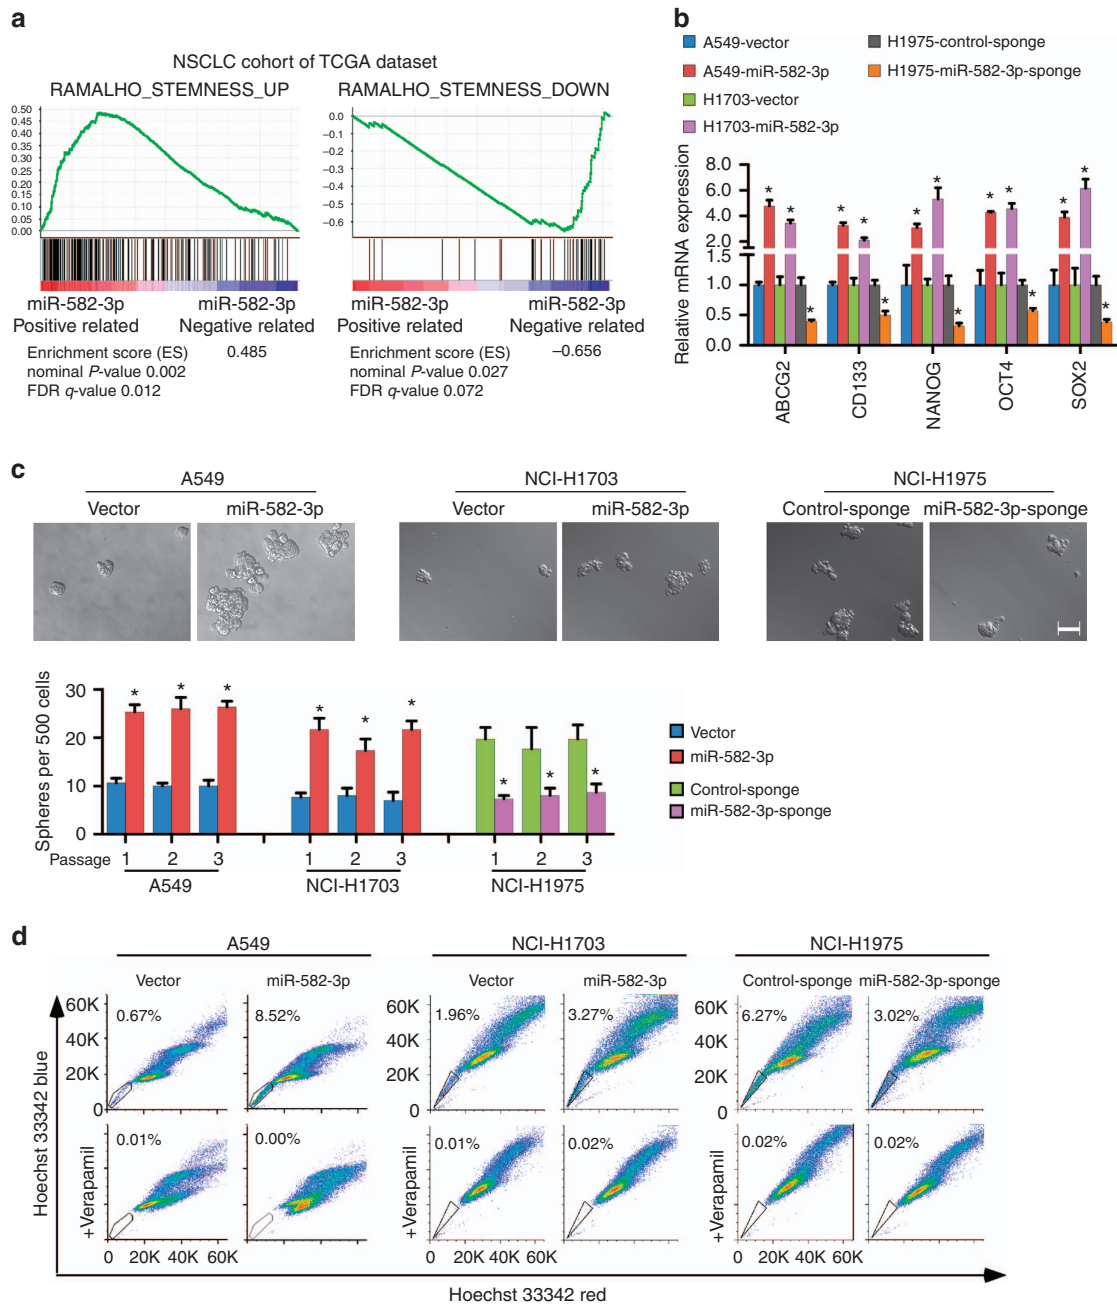 a
NSCLC cohort of TCGA dataset
RAMALHO_STEMNESS_UP
0.50
0.45
0.40
0.35
0.30
0.25
0.20
0.15
0.10
0.05
0.00
miR-582-3p
Positive related
miR-582-3p
Negative related
Enrichment score (ES) 0.485
nominal P-value 0.002
FDR q-value 0.012
RAMALHO_STEMNESS_DOWN
0.0
–0.1
–0.2
–0.3
–0.4
–0.5
–0.6
miR-582-3p
Positive related
miR-582-3p
Negative related
Enrichment score (ES) –0.656
nominal P-value 0.027
FDR q-value 0.072
b
A549-vector
A549-miR-582-3p
H1703-vector
H1703-miR-582-3p
H1975-control-sponge
H1975-miR-582-3p-sponge
Relative mRNA expression
8.0
6.0
4.0
2.0
1.5
1.0
0.5
0.0
* * * * * * * * * * * * * * *
ABCG2
CD133
NANOG
OCT4
SOX2
c
A549
Vector miR-582-3p
NCI-H1703
Vector miR-582-3p
NCI-H1975
Control-sponge miR-582-3p-sponge
Spheres per 500 cells
30
20
10
0
* * * * * * * * *
Passage 1 2 3 1 2 3 1 2 3
A549 NCI-H1703 NCI-H1975
Vector
miR-582-3p
Control-sponge
miR-582-3p-sponge
d
A549 NCI-H1703 NCI-H1975
Vector miR-582-3p Vector miR-582-3p Control-sponge miR-582-3p-sponge
Hoechst 33342 blue
60K
40K
20K
0
0.67% 8.52%
60K
40K
20K
0
1.96% 3.27%
60K
40K
20K
0
6.27% 3.02%
+Verapamil
0.01% 0.00%
+Verapamil
0.01% 0.02%
+Verapamil
0.02% 0.02%
0 20K 40K 60K
0 20K 40K 60K
0 20K 40K 60K
Hoechst 33342 red